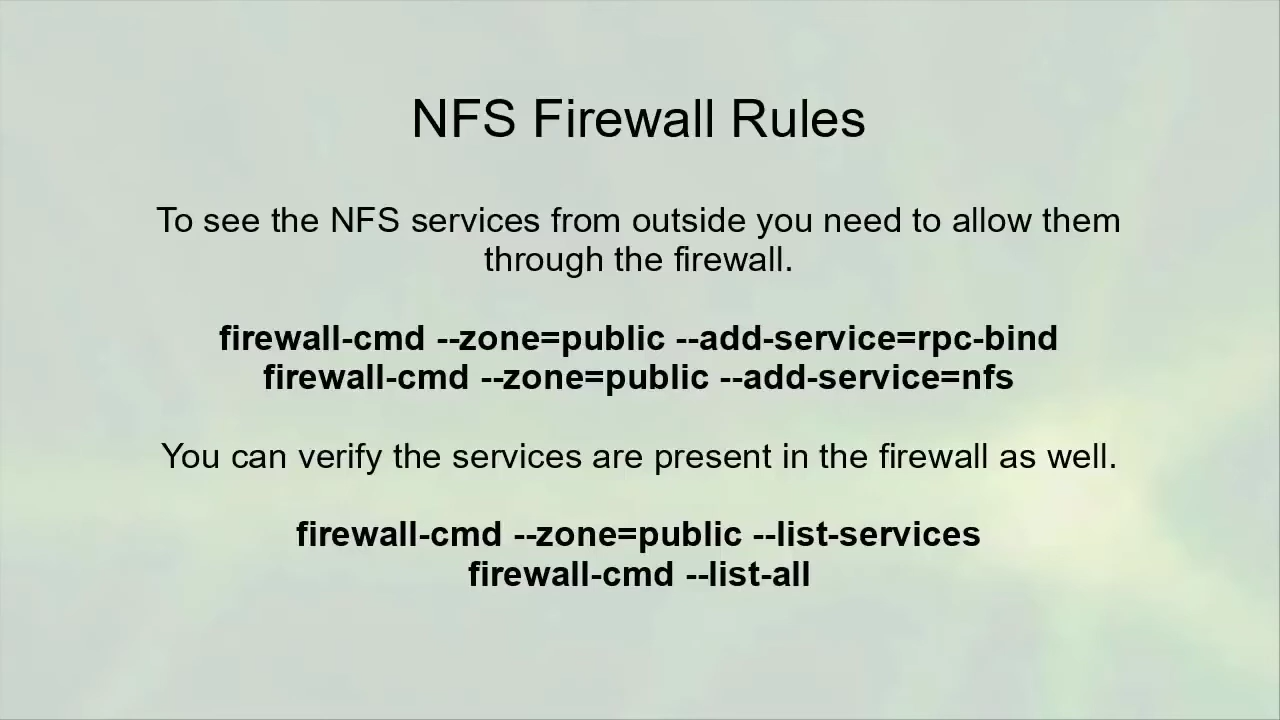 NFS Firewall Rules
To see the NFS services from outside you need to allow them
through the firewall.
firewall-cmd --zone=public --add-service=rpc-bind
firewall-cmd --zone=public --add-service=nfs
You can verify the services are present in the firewall as well.
firewall-cmd --zone=public --list-services
firewall-cmd --list-all